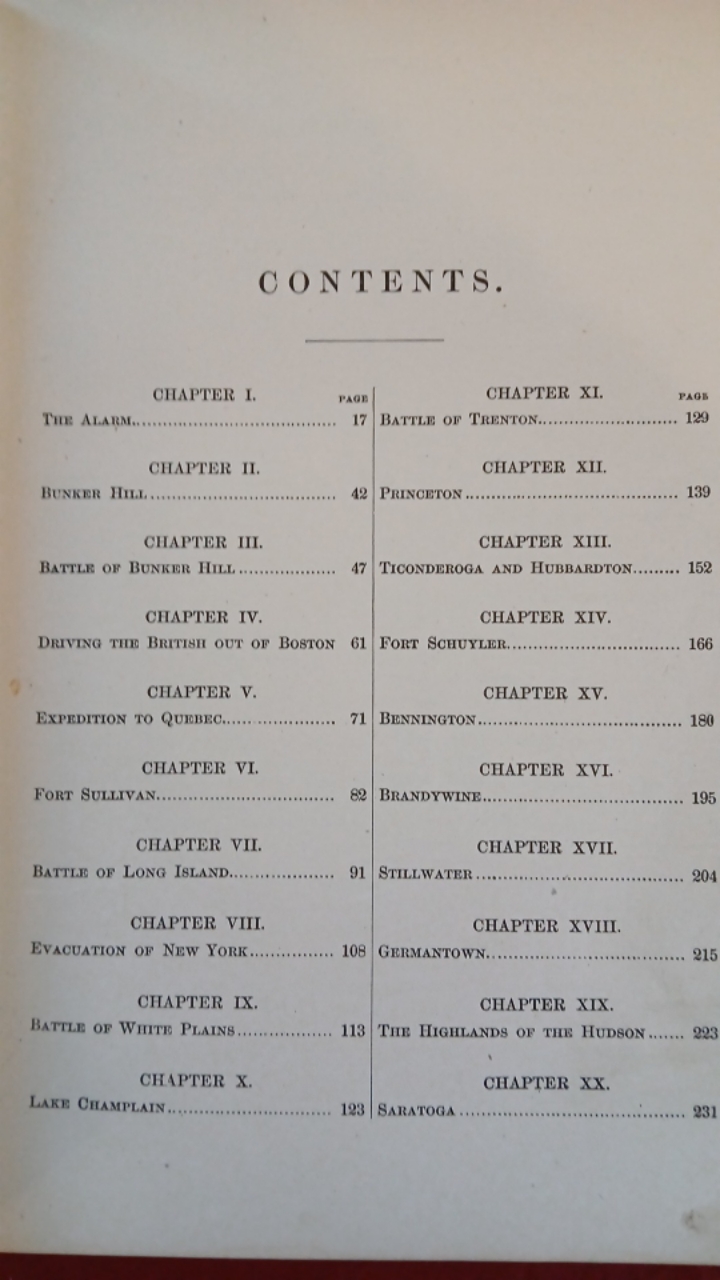 CONTENTS.
CHAPTER I.
PAGE
THE ALARM........................................ 17
CHAPTER II.
BUNKER HILL..................................... 42
CHAPTER III.
BATTLE OF BUNKER HILL................... 47
CHAPTER IV.
DRIVING THE BRITISH OUT OF BOSTON 61
CHAPTER V.
EXPEDITION TO QUEBEC...................... 71
CHAPTER VI.
FORT SULLIVAN................................... 82
CHAPTER VII.
BATTLE OF LONG ISLAND.................... 91
CHAPTER VIII.
EVACUATION OF NEW YORK................ 108
CHAPTER IX.
BATTLE OF WHITE PLAINS.................. 113
CHAPTER X.
LAKE CHAMPLAIN................................ 123
CHAPTER XI.
PAGE
BATTLE OF TRENTON........................... 129
CHAPTER XII.
PRINCETON.......................................... 139
CHAPTER XIII.
TICONDEROGA AND HUBBARDTON......... 152
CHAPTER XIV.
FORT SCHUYLER.................................. 166
CHAPTER XV.
BENNINGTON........................................ 180
CHAPTER XVI.
BRANDYWINE....................................... 195
CHAPTER XVII.
STILLWATER......................................... 204
CHAPTER XVIII.
GERMANTOWN....................................... 215
CHAPTER XIX.
THE HIGHLANDS OF THE HUDSON....... 223
CHAPTER XX.
SARATOGA............................................ 231